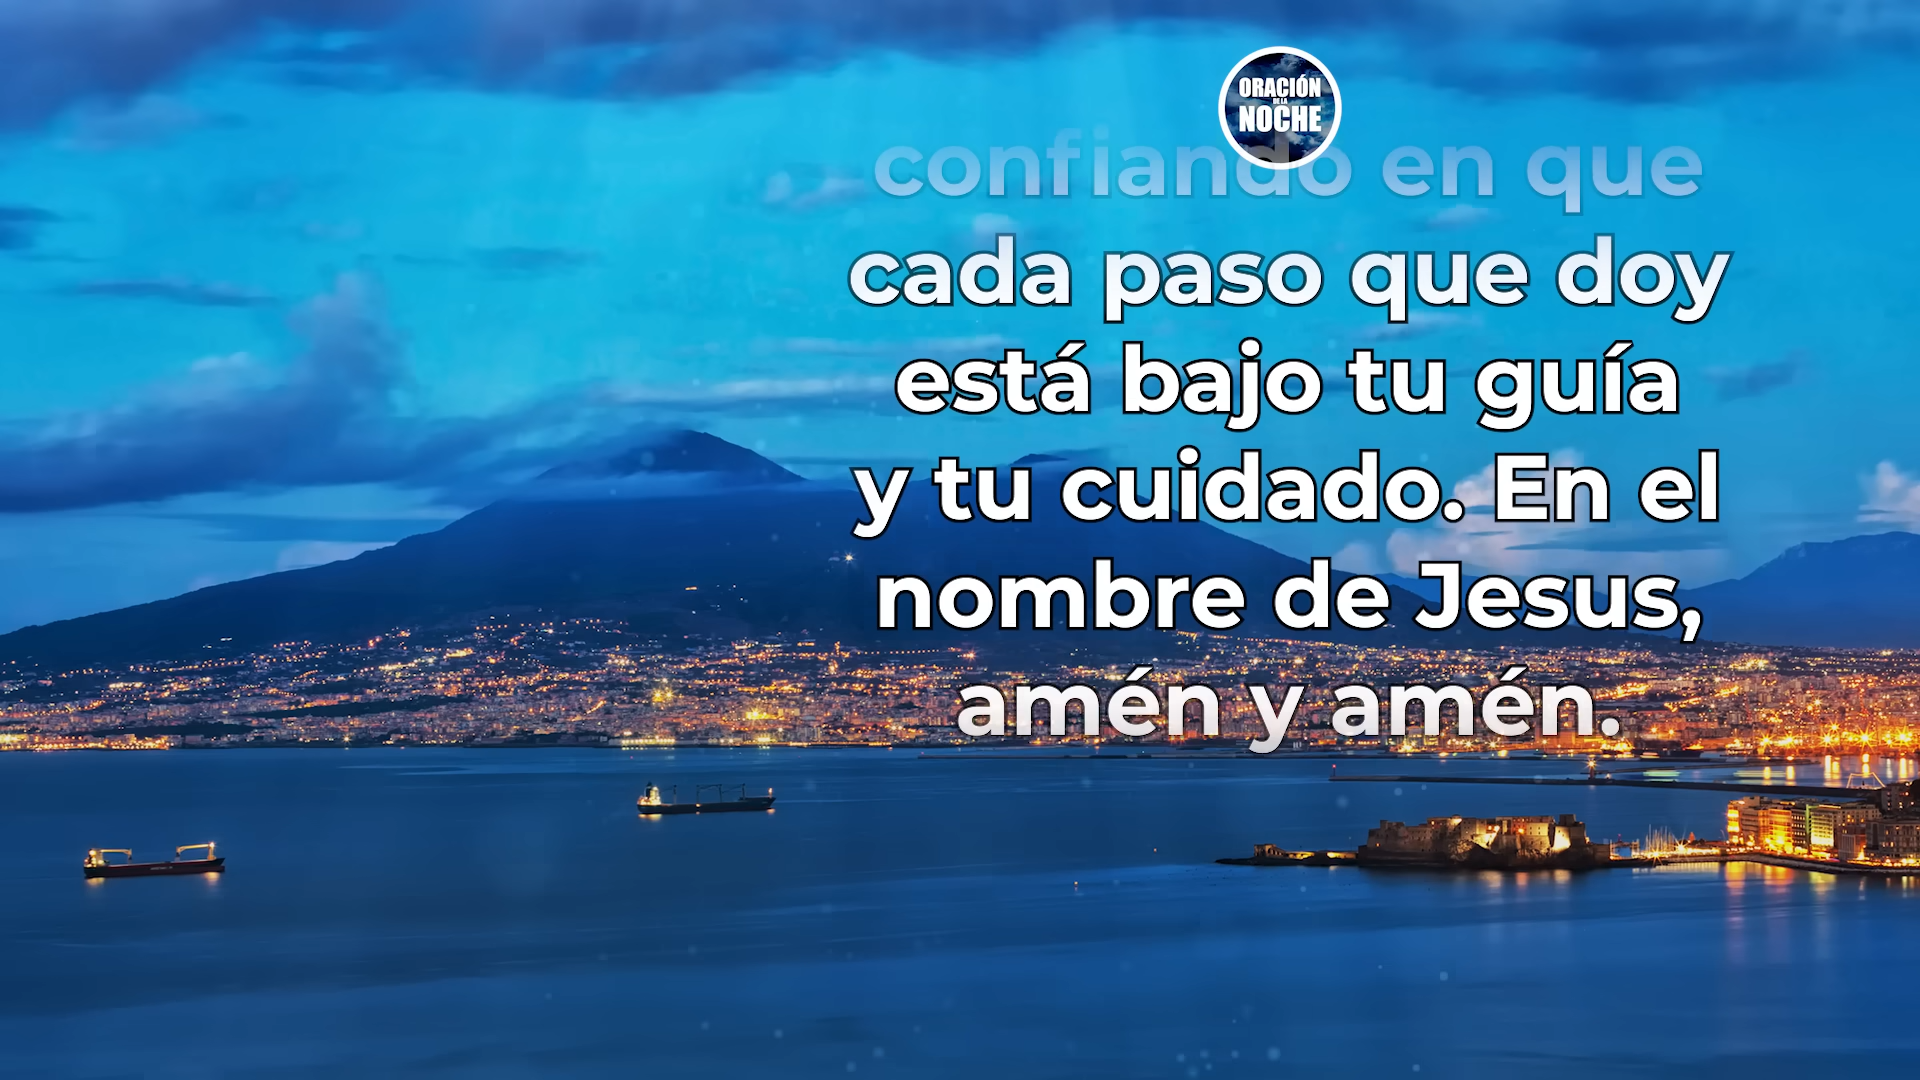 ORACIÓN
DE LA
NOCHE
confiando en que
cada paso que doy
está bajo tu guía
y tu cuidado. En el
nombre de Jesus,
amén y amén.